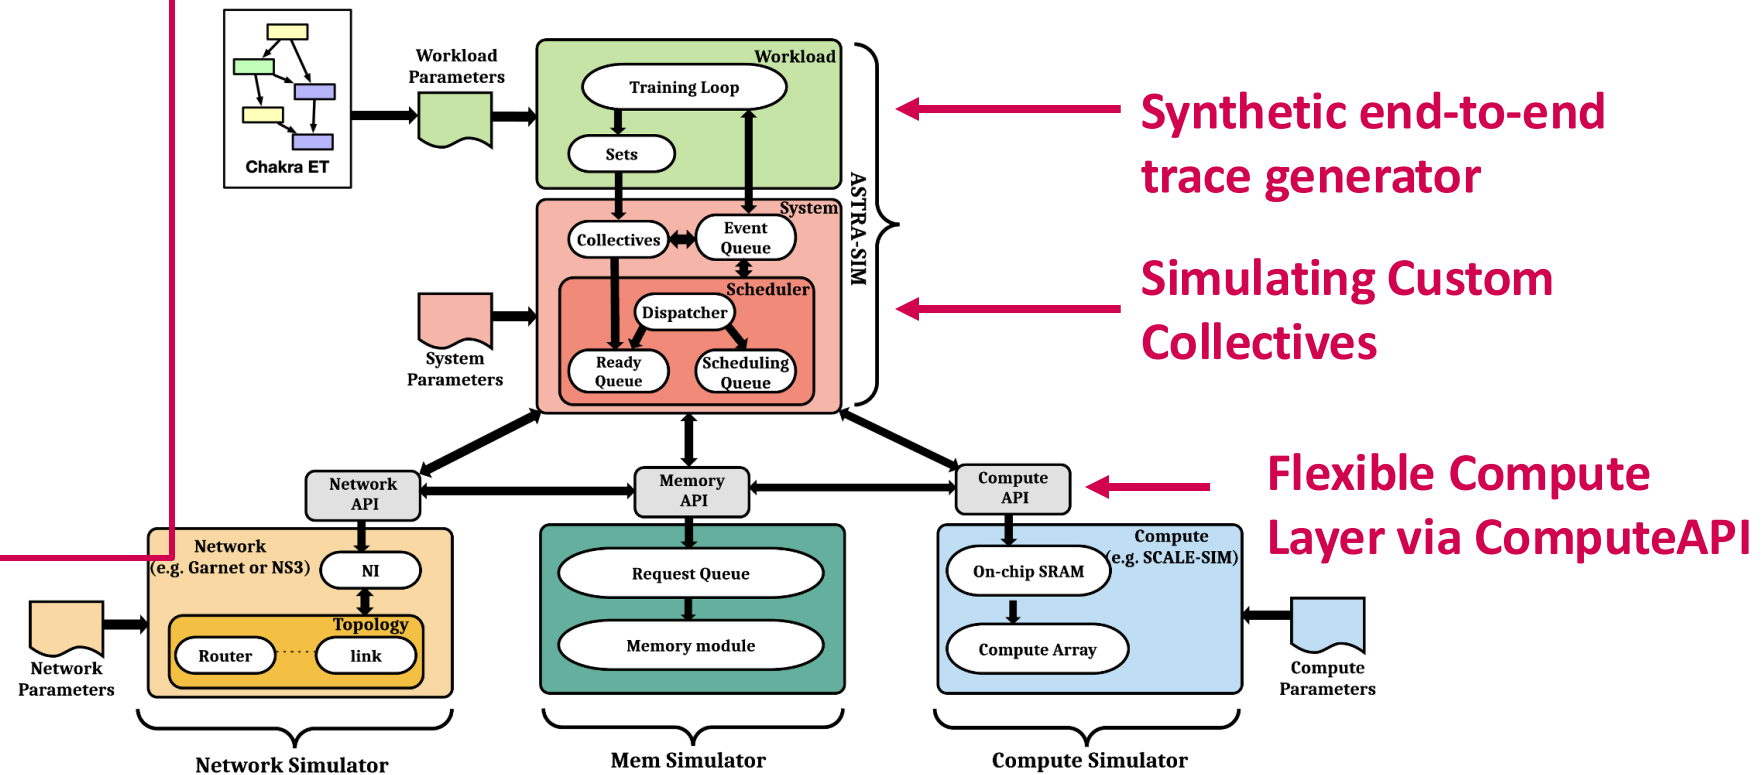 Chakra ET
Workload
Parameters
Workload
Training Loop
Sets
System
Collectives
Event
Queue
Scheduler
Dispatcher
Ready
Queue
Scheduling
Queue
System
Parameters
ASTRA-SIM
Synthetic end-to-end
trace generator
Simulating Custom
Collectives
Flexible Compute
Layer via ComputeAPI
Network
API
Memory
API
Compute
API
Network
(e.g. Garnet or NS3)
NI
Topology
Router
link
Network
Parameters
Request Queue
Memory module
Compute
(e.g. SCALE-SIM)
On-chip SRAM
Compute Array
Compute
Parameters
Network Simulator
Mem Simulator
Compute Simulator